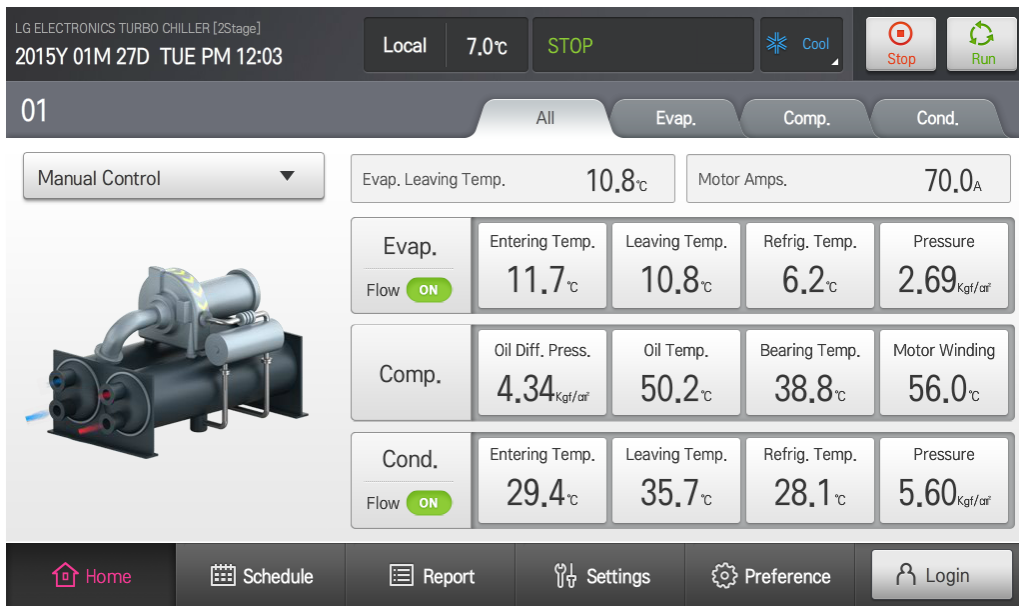 LG ELECTRONICS TURBO CHILLER [2Stage]
2015Y 01M 27D TUE PM 12:03
Local 7.0℃ STOP Cool Stop Run
01
All Evap. Comp. Cond.
Manual Control
Evap. Leaving Temp. 10.8℃ Motor Amps. 70.0A
Evap.
Flow ON
Entering Temp. Leaving Temp. Refrig. Temp. Pressure
11.7℃ 10.8℃ 6.2℃ 2.69Kgf/㎠
Comp.
Oil Diff. Press. Oil Temp. Bearing Temp. Motor Winding
4.34Kgf/㎠ 50.2℃ 38.8℃ 56.0℃
Cond.
Flow ON
Entering Temp. Leaving Temp. Refrig. Temp. Pressure
29.4℃ 35.7℃ 28.1℃ 5.60Kgf/㎠
Home Schedule Report Settings Preference Login